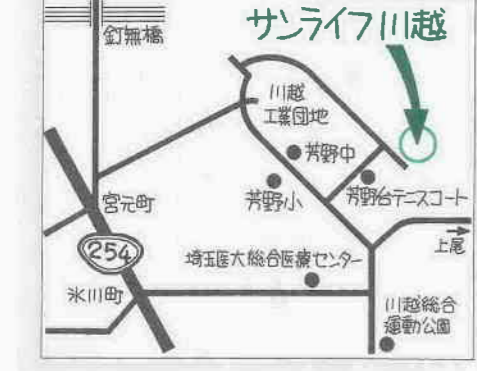 サンライフ川越
釘無橋
川越
工業団地
芳野中
芳野小
芳野台テニスコート
宮元町
254
上尾
埼玉医大総合医療センター
氷川町
川越総合
運動公園